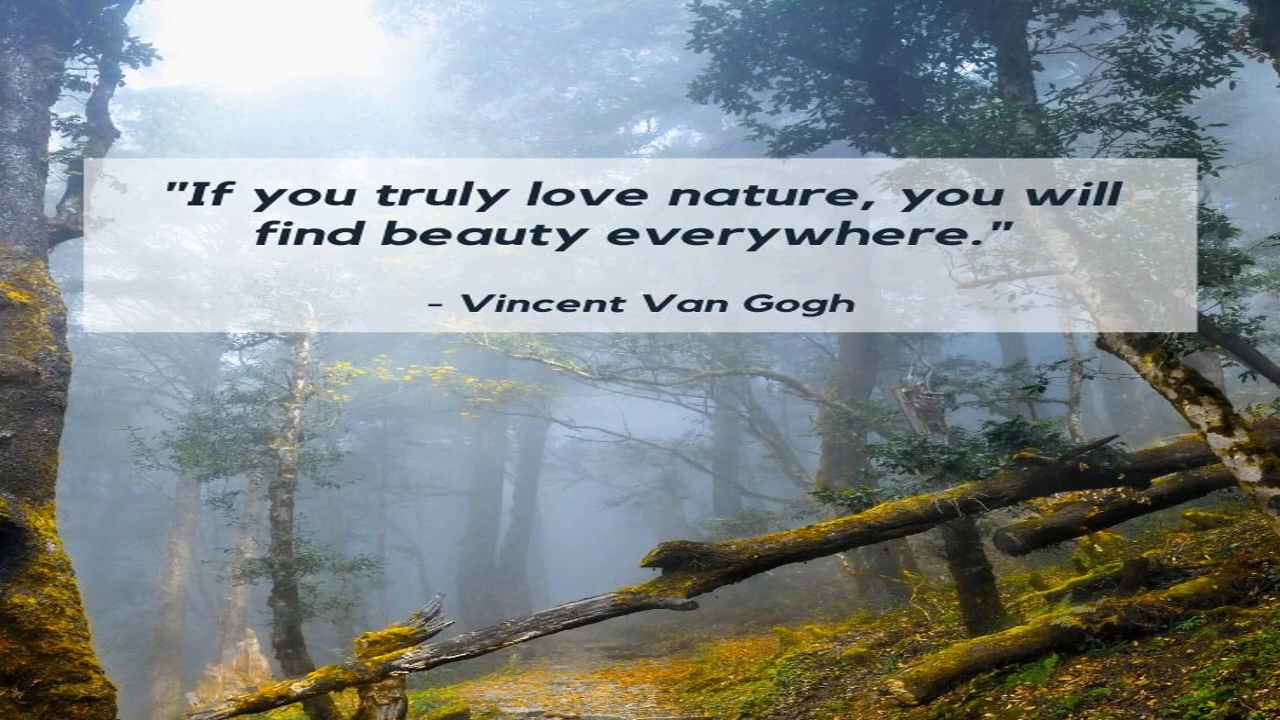 "If you truly love nature, you will
find beauty everywhere."
- Vincent Van Gogh